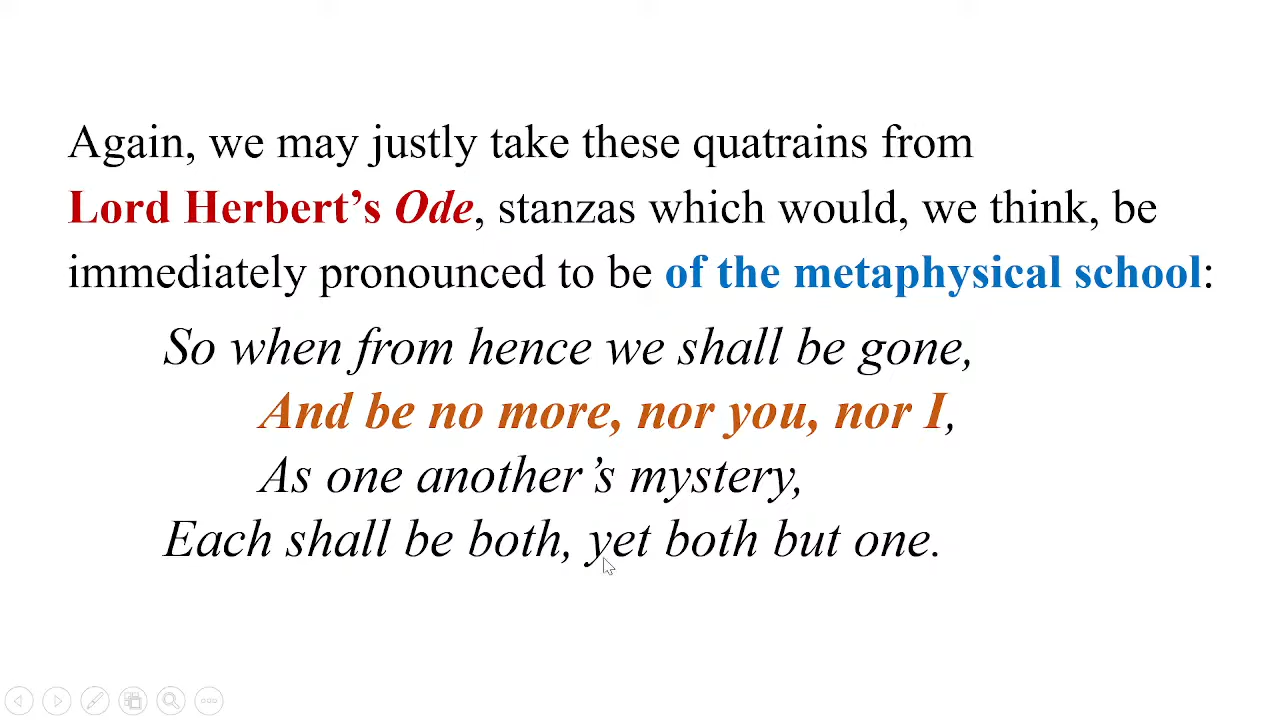 Again, we may justly take these quatrains from
Lord Herbert’s Ode, stanzas which would, we think, be
immediately pronounced to be of the metaphysical school:
So when from hence we shall be gone,
And be no more, nor you, nor I,
As one another’s mystery,
Each shall be both, yet both but one.